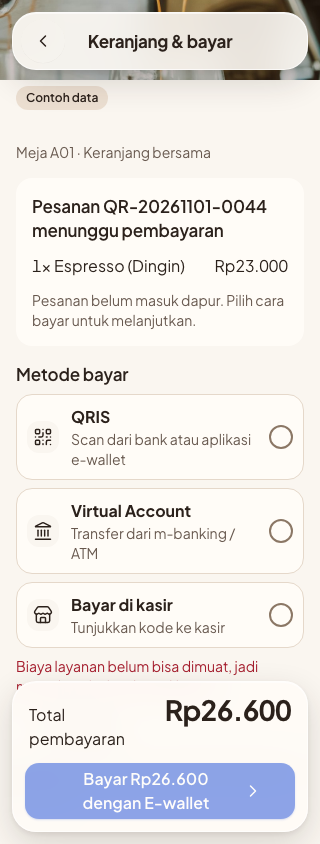 Keranjang & bayar
Contoh data
Meja A01 · Keranjang bersama
Pesanan QR-20261101-0044
menunggu pembayaran
1× Espresso (Dingin) Rp23.000
Pesanan belum masuk dapur. Pilih cara
bayar untuk melanjutkan.
Metode bayar
QRIS
Scan dari bank atau aplikasi
e-wallet
Virtual Account
Transfer dari m-banking /
ATM
Bayar di kasir
Tunjukkan kode ke kasir
Biaya layanan belum bisa dimuat, jadi
Total
pembayaran
Rp26.600
Bayar Rp26.600
dengan E-wallet